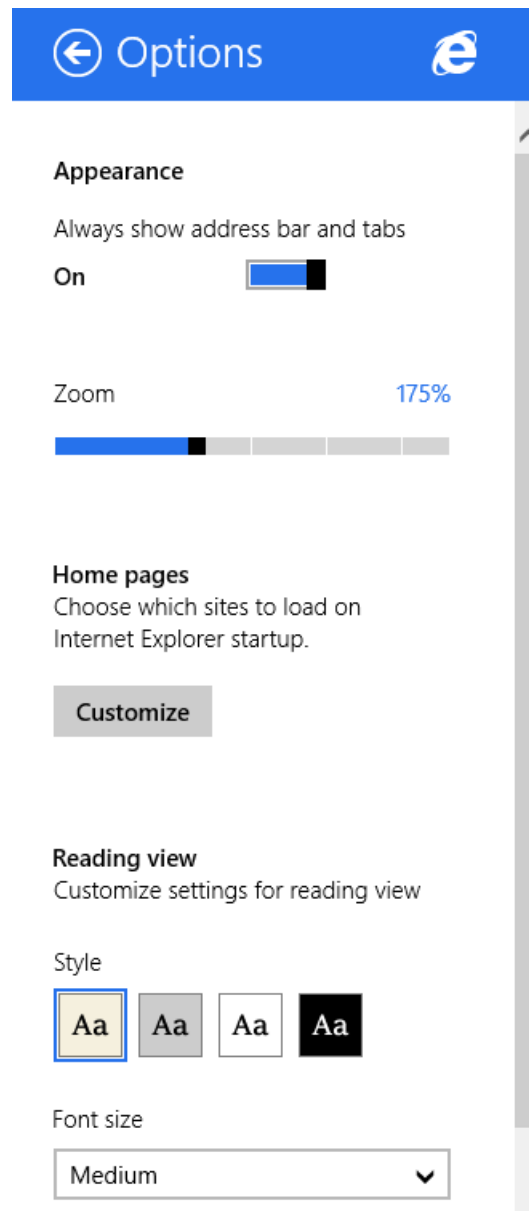 Options
Appearance
Always show address bar and tabs
On
Zoom 175%
Home pages
Choose which sites to load on
Internet Explorer startup.
Customize
Reading view
Customize settings for reading view
Style
Aa Aa Aa Aa
Font size
Medium